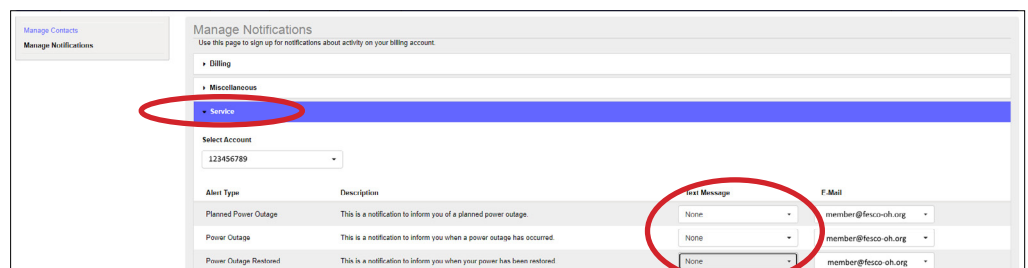 Manage Contacts
Manage Notifications
Manage Notifications
Use this page to sign up for notifications about activity on your billing account.
Billing
Miscellaneous
Service
Select Account
123456789
Alert Type Description Text Message E-Mail
Planned Power Outage This is a notification to inform you of a planned power outage. None member@fesco-oh.org
Power Outage This is a notification to inform you when a power outage has occurred. None member@fesco-oh.org
Power Outage Restored This is a notification to inform you when your power has been restored None member@fesco-oh.org